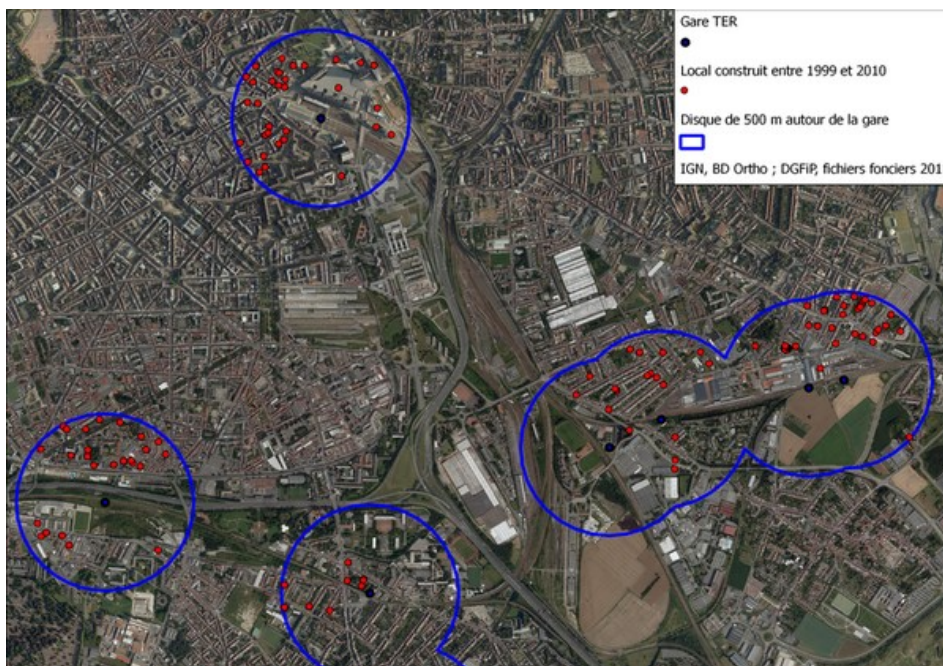 Gare TER
Local construit entre 1999 et 2010
Disque de 500 m autour de la gare
IGN, BD Ortho ; DGFiP, fichiers fonciers 201